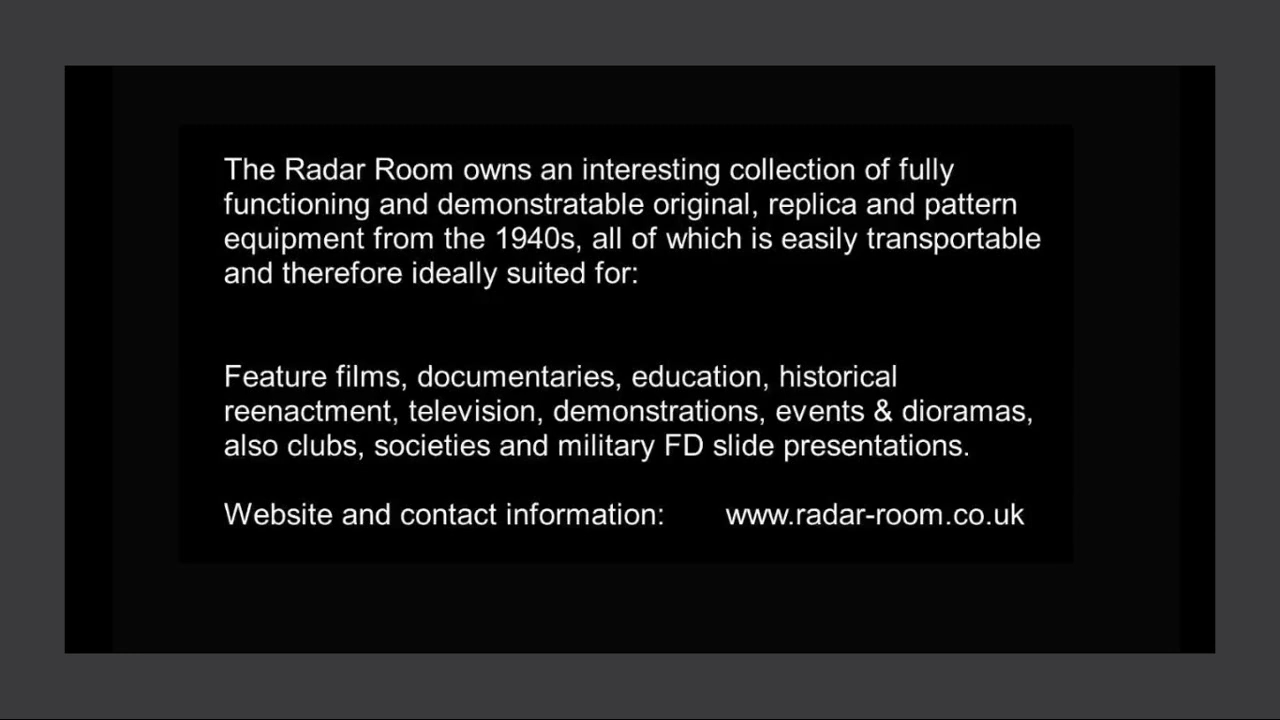 The Radar Room owns an interesting collection of fully
functioning and demonstratable original, replica and pattern
equipment from the 1940s, all of which is easily transportable
and therefore ideally suited for:
Feature films, documentaries, education, historical
reenactment, television, demonstrations, events & dioramas,
also clubs, societies and military FD slide presentations.
Website and contact information: www.radar-room.co.uk